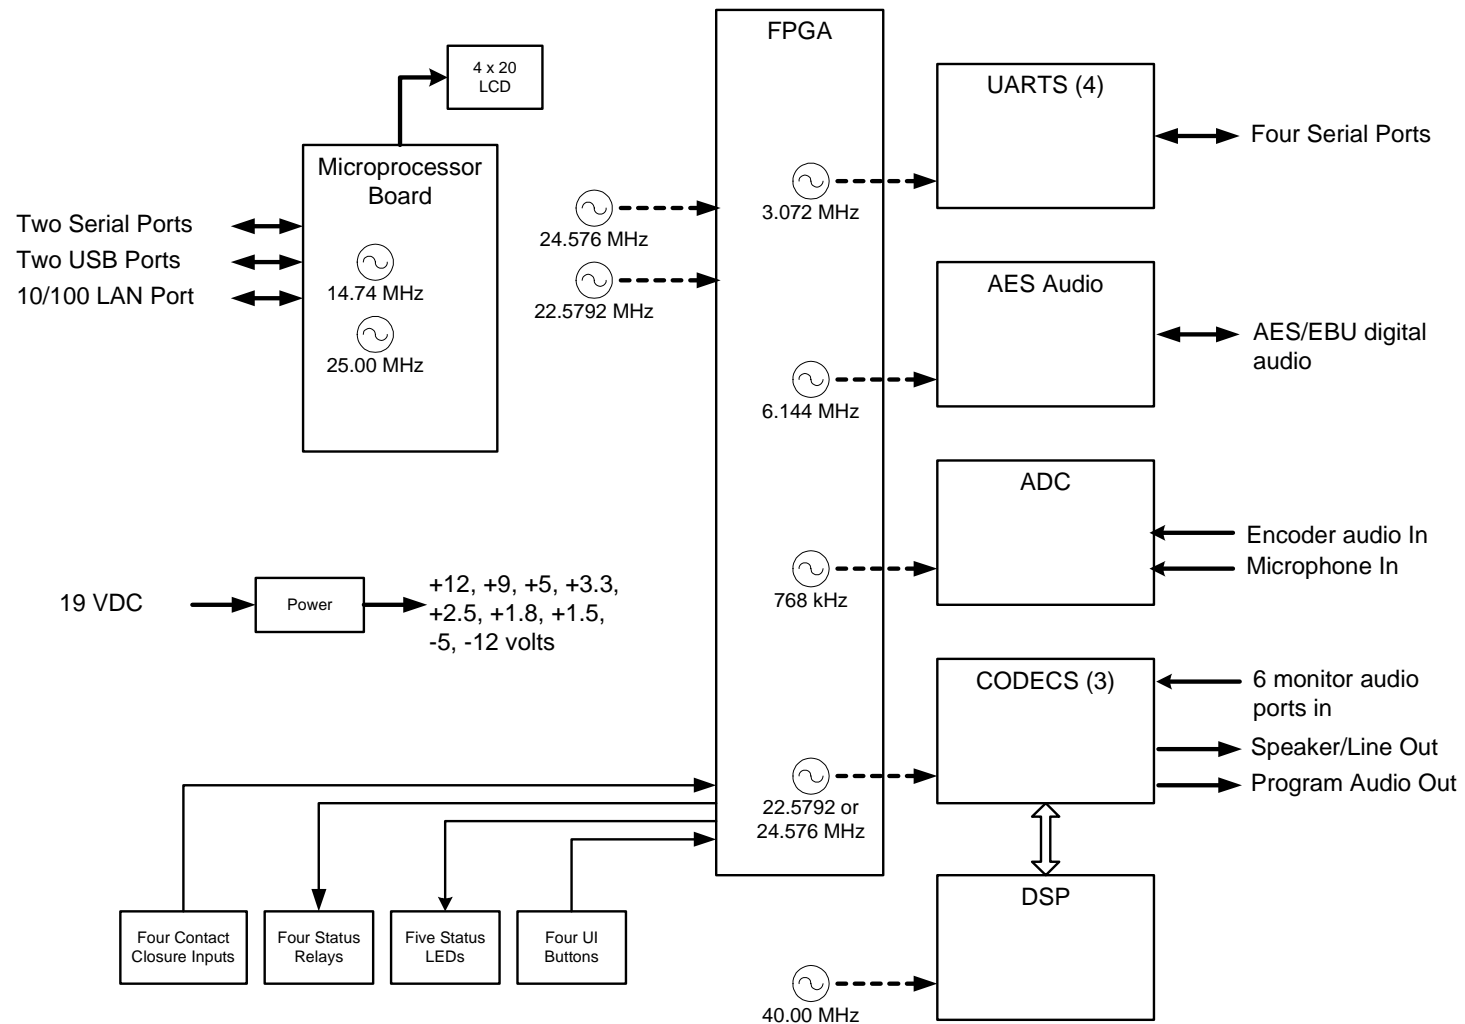 FPGA
4 x 20
LCD
Microprocessor
Board
14.74 MHz
25.00 MHz
Two Serial Ports
Two USB Ports
10/100 LAN Port
24.576 MHz
22.5792 MHz
3.072 MHz
UARTS (4)
Four Serial Ports
6.144 MHz
AES Audio
AES/EBU digital
audio
768 kHz
ADC
Encoder audio In
Microphone In
19 VDC
Power
+12, +9, +5, +3.3,
+2.5, +1.8, +1.5,
-5, -12 volts
22.5792 or
24.576 MHz
CODECS (3)
6 monitor audio
ports in
Speaker/Line Out
Program Audio Out
Four Contact
Closure Inputs
Four Status
Relays
Five Status
LEDs
Four UI
Buttons
DSP
40.00 MHz